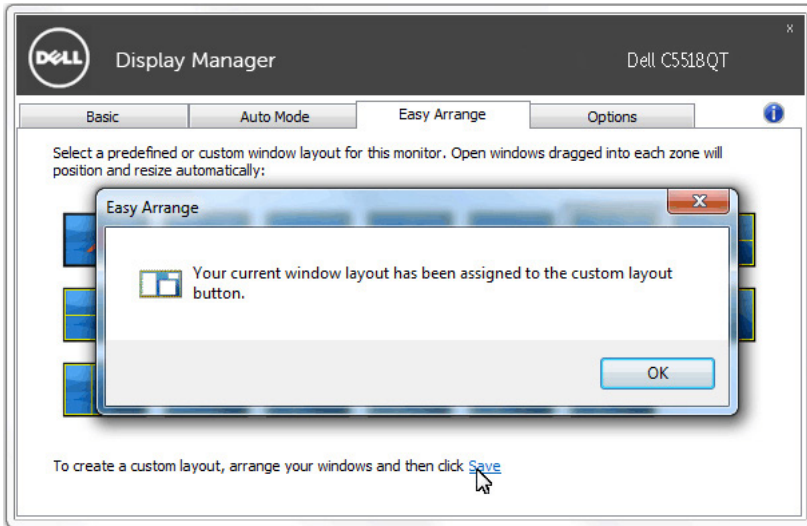 x
DELL
Display Manager
Dell C5518QT
Basic
Auto Mode
Easy Arrange
Options
i
Select a predefined or custom window layout for this monitor. Open windows dragged into each zone will
position and resize automatically:
Easy Arrange
x
Your current window layout has been assigned to the custom layout
button.
OK
To create a custom layout, arrange your windows and then click Save